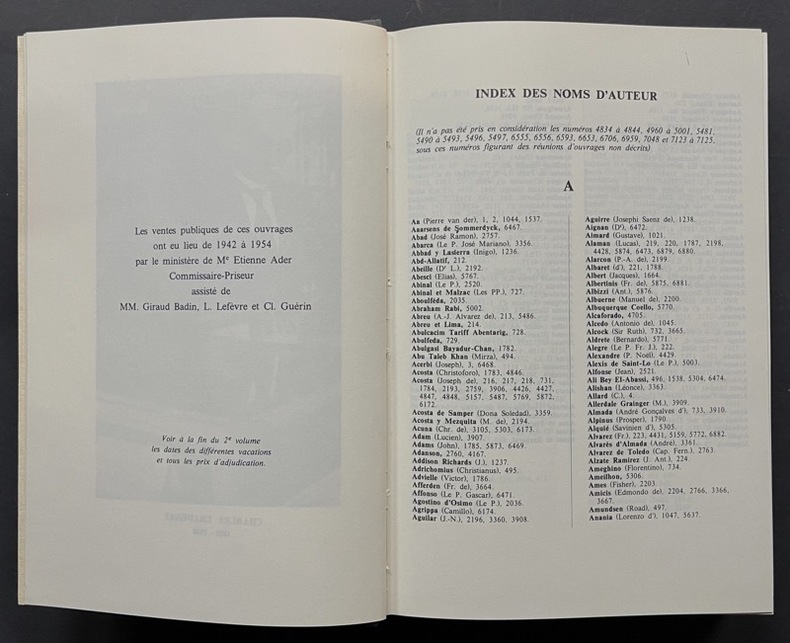 Les ventes publiques de ces ouvrages
ont eu lieu de 1942 à 1954
par le ministère de Mᵉ Etienne Ader
Commissaire-Priseur
assisté de
MM. Giraud Badin, L. Lefèvre et Cl. Guérin
Voir à la fin du 2ᵉ volume
les dates des différentes vacations
et tous les prix d'adjudication.
INDEX DES NOMS D'AUTEUR
(Il n'a pas été pris en considération les numéros 4834 à 4844, 4960 à 5001, 5481,
5490 à 5493, 5496, 5497, 6555, 6556, 6593, 6653, 6706, 6959, 7048 et 7123 à 7125,
sous ces numéros figurant des réunions d'ouvrages non décrits)
A
Aa (Pierre van der), 1, 2, 1044, 1537.
Aaarsens de Sommerdyck, 6467.
Abad (José Ramon), 2757.
Abarca (Le P. José Mariano), 3356.
Abbad y Lasierra (Inigo), 1236.
Abd-Allatif, 212.
Abeille (Dʳ L.), 2192.
Abesci (Elias), 5767.
Abinal (Le P.), 2520.
Abinal et Malzac (Les PP.), 727.
Aboulféda, 2035.
Abraham Rabi, 5002.
Abreu (A.-J. Alvarez de), 213, 5486.
Abreu et Lima, 214.
Abulcacim Tariff Abentarig, 728.
Abulfeda, 729.
Abulgasi Bayadur-Chan, 1782.
Abu Taleb Khan (Mirza), 494.
Acerbi (Joseph), 3, 6468.
Acosta (Christoforo), 1783, 4846.
Acosta (Joseph de), 216, 217, 218, 731,
1784, 2193, 2759, 3906, 4426, 4427,
4847, 4848, 5157, 5487, 5769, 5872,
6172.
Acosta de Samper (Dona Soledad), 3359.
Acosta y Mezquita (M. de), 2194.
Acuna (Chr. de), 3105, 5303, 6173.
Adam (Lucien), 3907.
Adams (John), 1785, 5873, 6469.
Adanson, 2760, 4167.
Addison Richards (J.), 1237.
Adrichomius (Christianus), 495.
Advielle (Victor), 1786.
Afferden (Fr. de), 3664.
Affonso (Le P. Gascar), 6471.
Agostino d'Osimo (Le P.), 2036.
Agrippa (Camillo), 6174.
Aguilar (J.-N.), 2196, 3360, 3908.
Aguirre (Josephi Saenz de), 1238.
Aignan (Dʳ), 6472.
Aimard (Gustave), 1021.
Alaman (Lucas), 219, 220, 1787, 2198,
4428, 5874, 6473, 6879, 6880.
Alarcon (P.-A. de), 2199.
Albaret (d'), 221, 1788.
Albert (Jacques), 1664.
Albertinis (Fr. de), 5875, 6881.
Albizzi (Ant.), 5876.
Albuerne (Manuel de), 2200.
Albuquerque Coello, 5770.
Alcaforado, 4705.
Alcedo (Antonio de), 1045.
Alcock (Sir Ruth), 732, 3665.
Aldrete (Bernardo), 5771.
Alegre (Le P. Fr. J.), 222.
Alexandre (P. Noël), 4429.
Alexis de Saint-Lo (Le P.), 5003.
Alfonse (Jean), 2521.
Ali Bey El-Abassi, 496, 1538, 5304, 6474.
Alishan (Léonce), 3363.
Allard (C.), 4.
Allerdale Grainger (M.), 3909.
Almada (André Gonçalves d'), 733, 3910.
Alpinus (Prosper), 1790.
Alquié (Savinien d'), 5305.
Alvarez (Fr.), 223, 4431, 5159, 5772, 6882.
Alvarès d'Almada (André), 3361.
Alvarez de Toledo (Cap. Fern.), 2763.
Alzate Ramirez (J. Ant.), 224.
Ameghino (Florentino), 734.
Ameilhon, 5306.
Ames (Fisher), 2203.
Amicis (Edmondo de), 2204, 2766, 3366,
3667.
Amundsen (Road), 497.
Anania (Lorenzo d'), 1047, 5637.